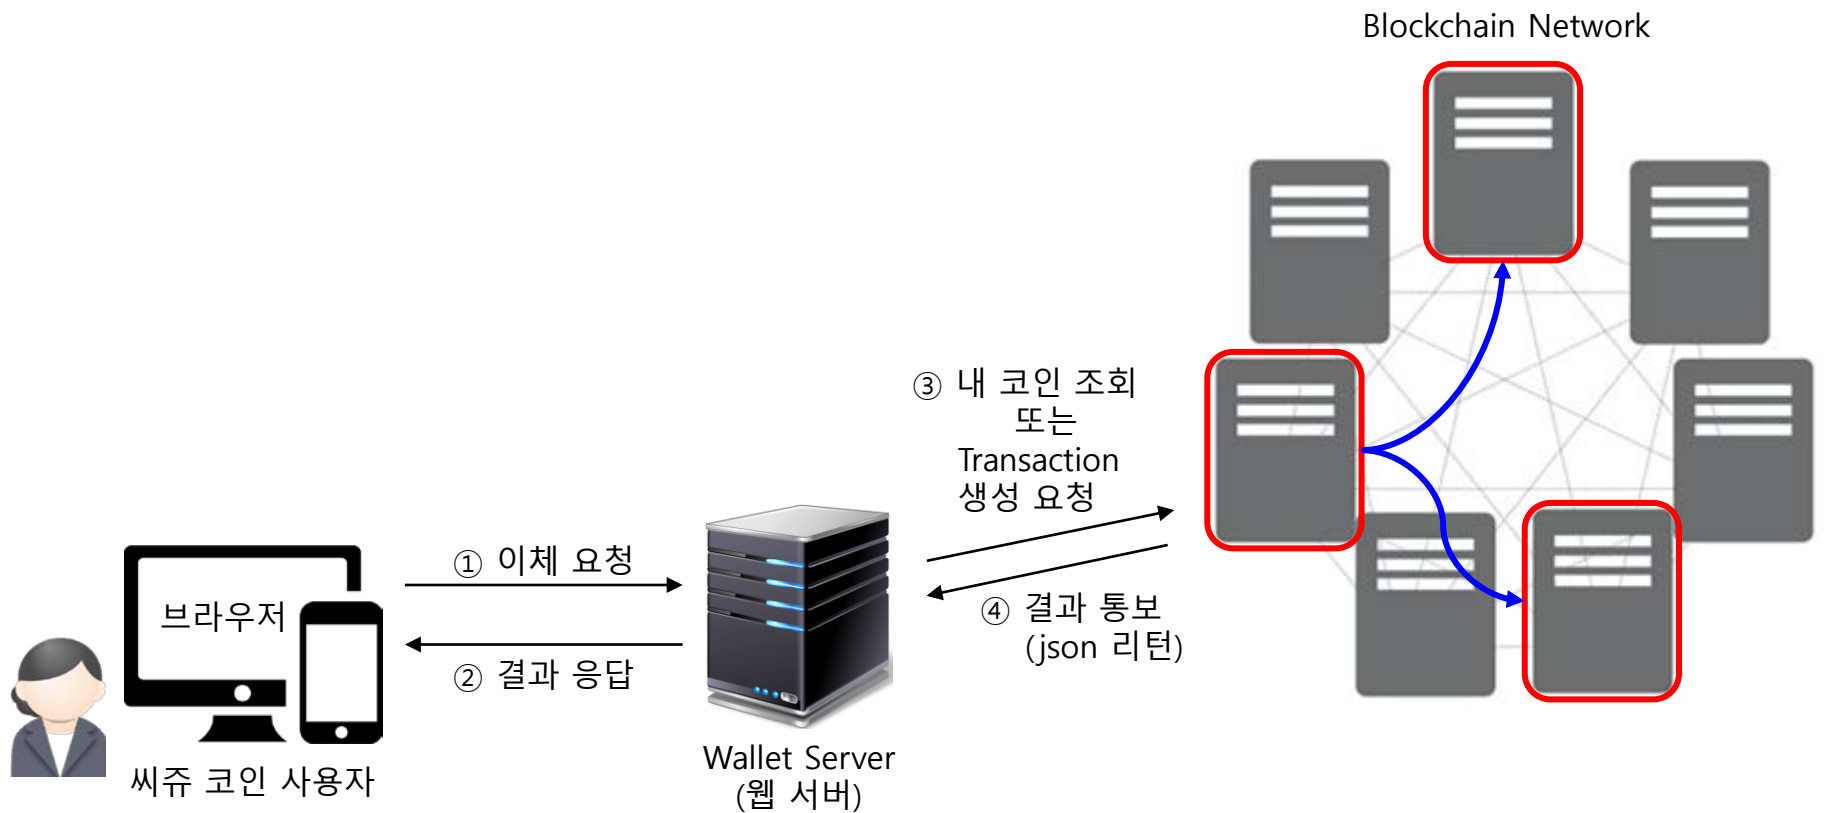 Blockchain Network
③ 내 코인 조회
또는
Transaction
생성 요청
① 이체 요청
브라우저
④ 결과 통보
(json 리턴)
② 결과 응답
씨쥬 코인 사용자
Wallet Server
(웹 서버)